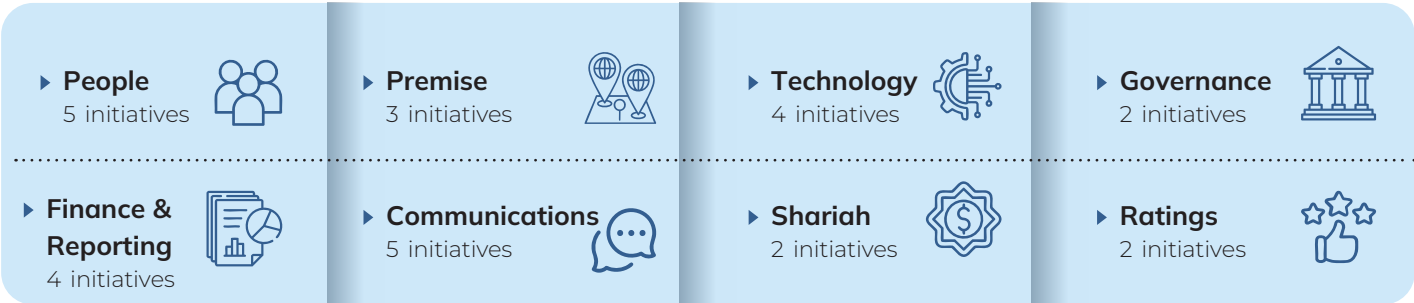 People
5 initiatives
Premise
3 initiatives
Technology
4 initiatives
Governance
2 initiatives
Finance &
Reporting
4 initiatives
Communications
5 initiatives
Shariah
2 initiatives
Ratings
2 initiatives